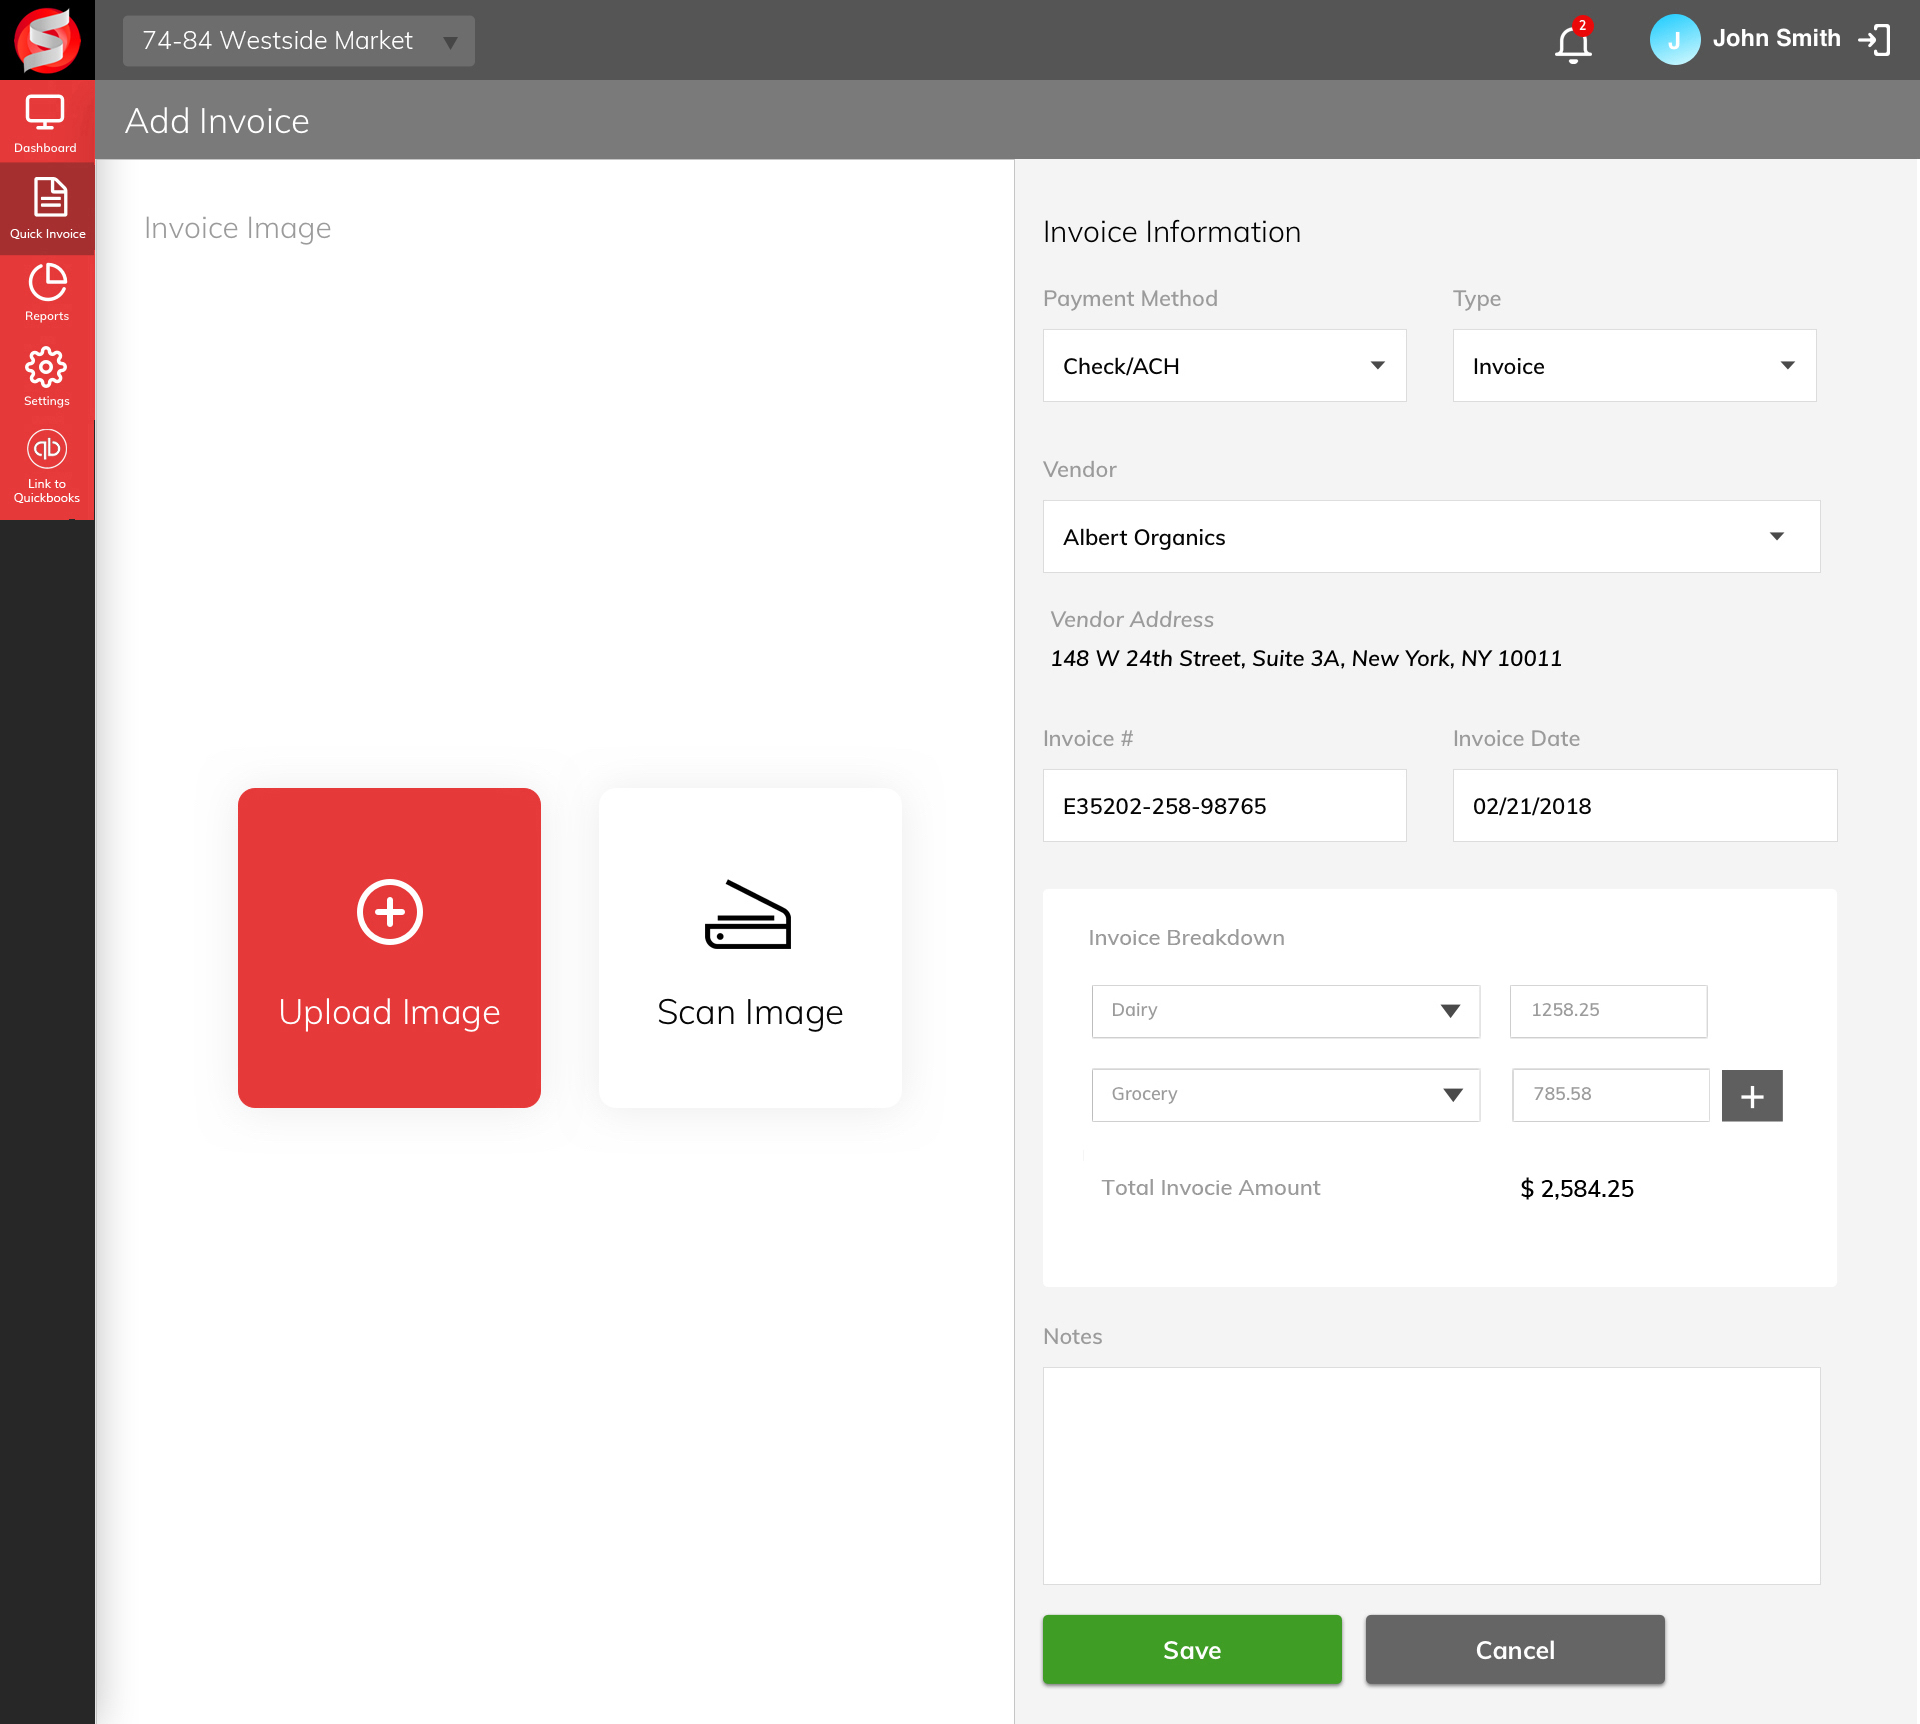 74-84 Westside Market
2
J
John Smith
Add Invoice
Dashboard
Quick Invoice
Reports
Settings
qb
Link to
Quickbooks
Invoice Image
Upload Image
Scan Image
Invoice Information
Payment Method
Type
Check/ACH
Invoice
Vendor
Albert Organics
Vendor Address
148 W 24th Street, Suite 3A, New York, NY 10011
Invoice #
Invoice Date
E35202-258-98765
02/21/2018
Invoice Breakdown
Dairy
1258.25
Grocery
785.58
Total Invocie Amount
$ 2,584.25
Notes
Save
Cancel